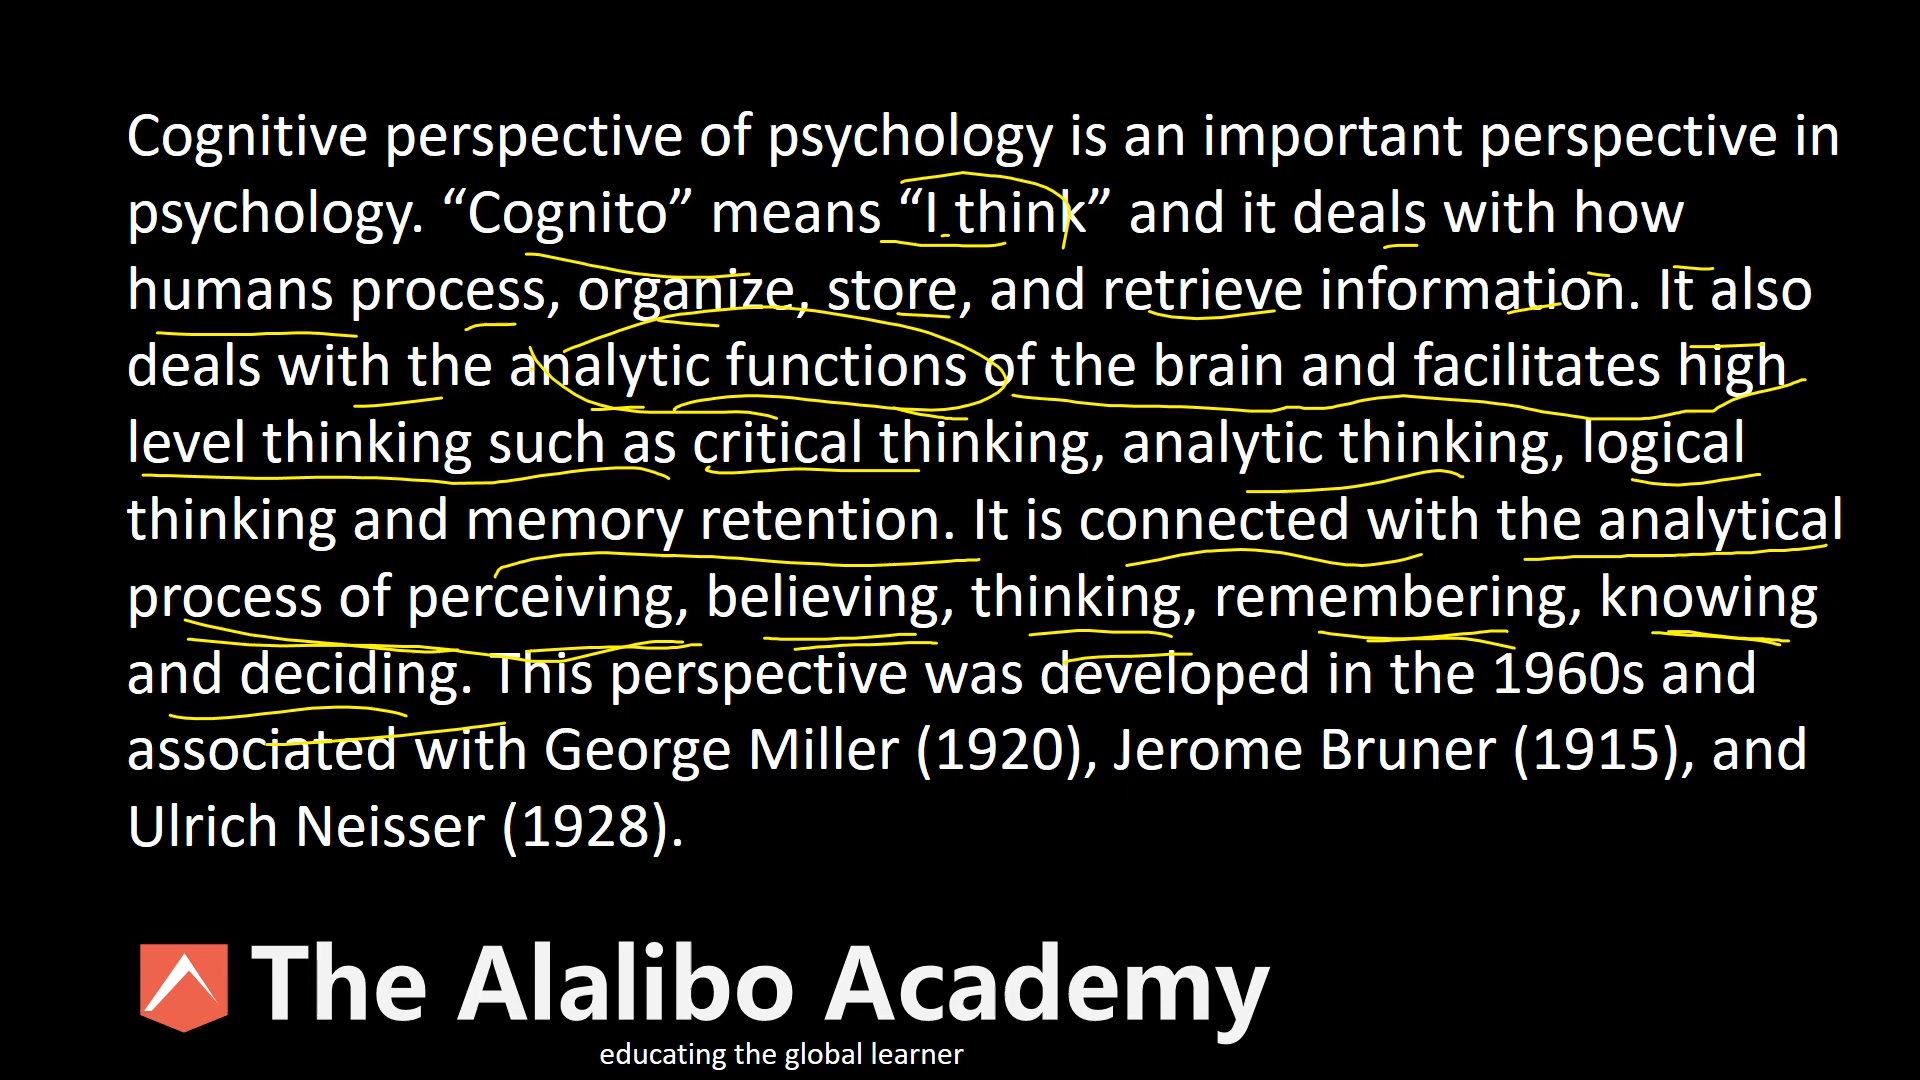 Cognitive perspective of psychology is an important perspective in
psychology. “Cognito” means “I think” and it deals with how
humans process, organize, store, and retrieve information. It also
deals with the analytic functions of the brain and facilitates high
level thinking such as critical thinking, analytic thinking, logical
thinking and memory retention. It is connected with the analytical
process of perceiving, believing, thinking, remembering, knowing
and deciding. This perspective was developed in the 1960s and
associated with George Miller (1920), Jerome Bruner (1915), and
Ulrich Neisser (1928).
The Alalibo Academy
educating the global learner